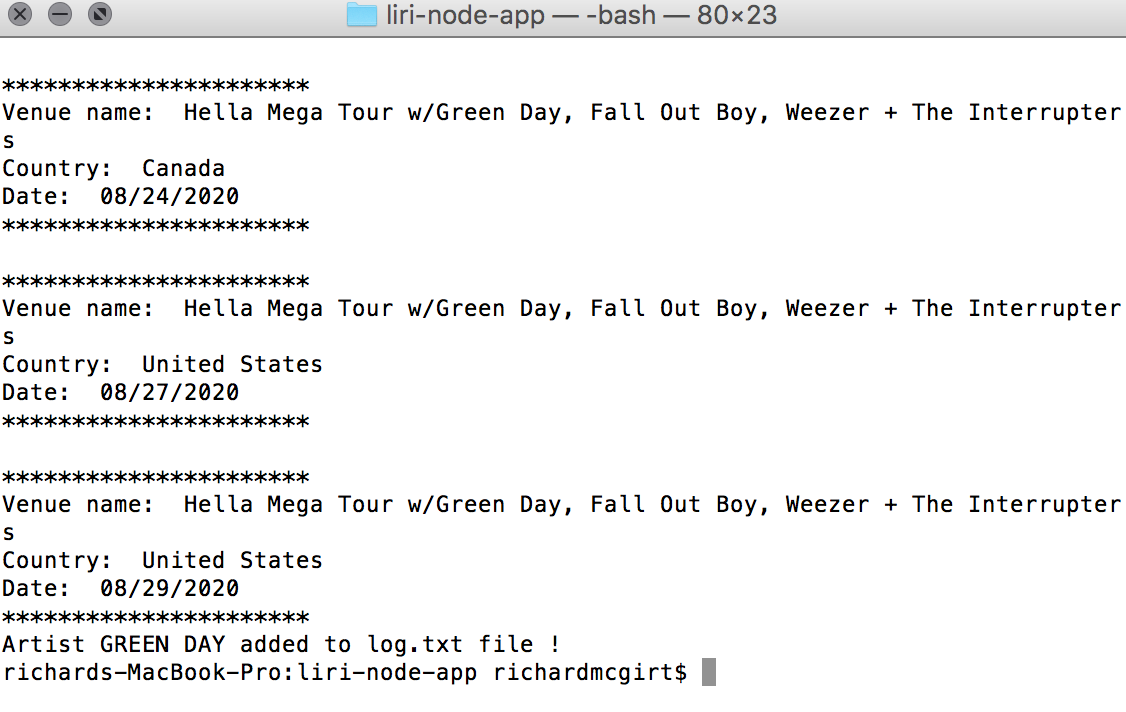 liri-node-app — -bash — 80×23
**********************
Venue name:  Hella Mega Tour w/Green Day, Fall Out Boy, Weezer + The Interrupter
s
Country:  Canada
Date:  08/24/2020
**********************
**********************
Venue name:  Hella Mega Tour w/Green Day, Fall Out Boy, Weezer + The Interrupter
s
Country:  United States
Date:  08/27/2020
**********************
**********************
Venue name:  Hella Mega Tour w/Green Day, Fall Out Boy, Weezer + The Interrupter
s
Country:  United States
Date:  08/29/2020
**********************
Artist GREEN DAY added to log.txt file !
richards-MacBook-Pro:liri-node-app richardmcgirt$